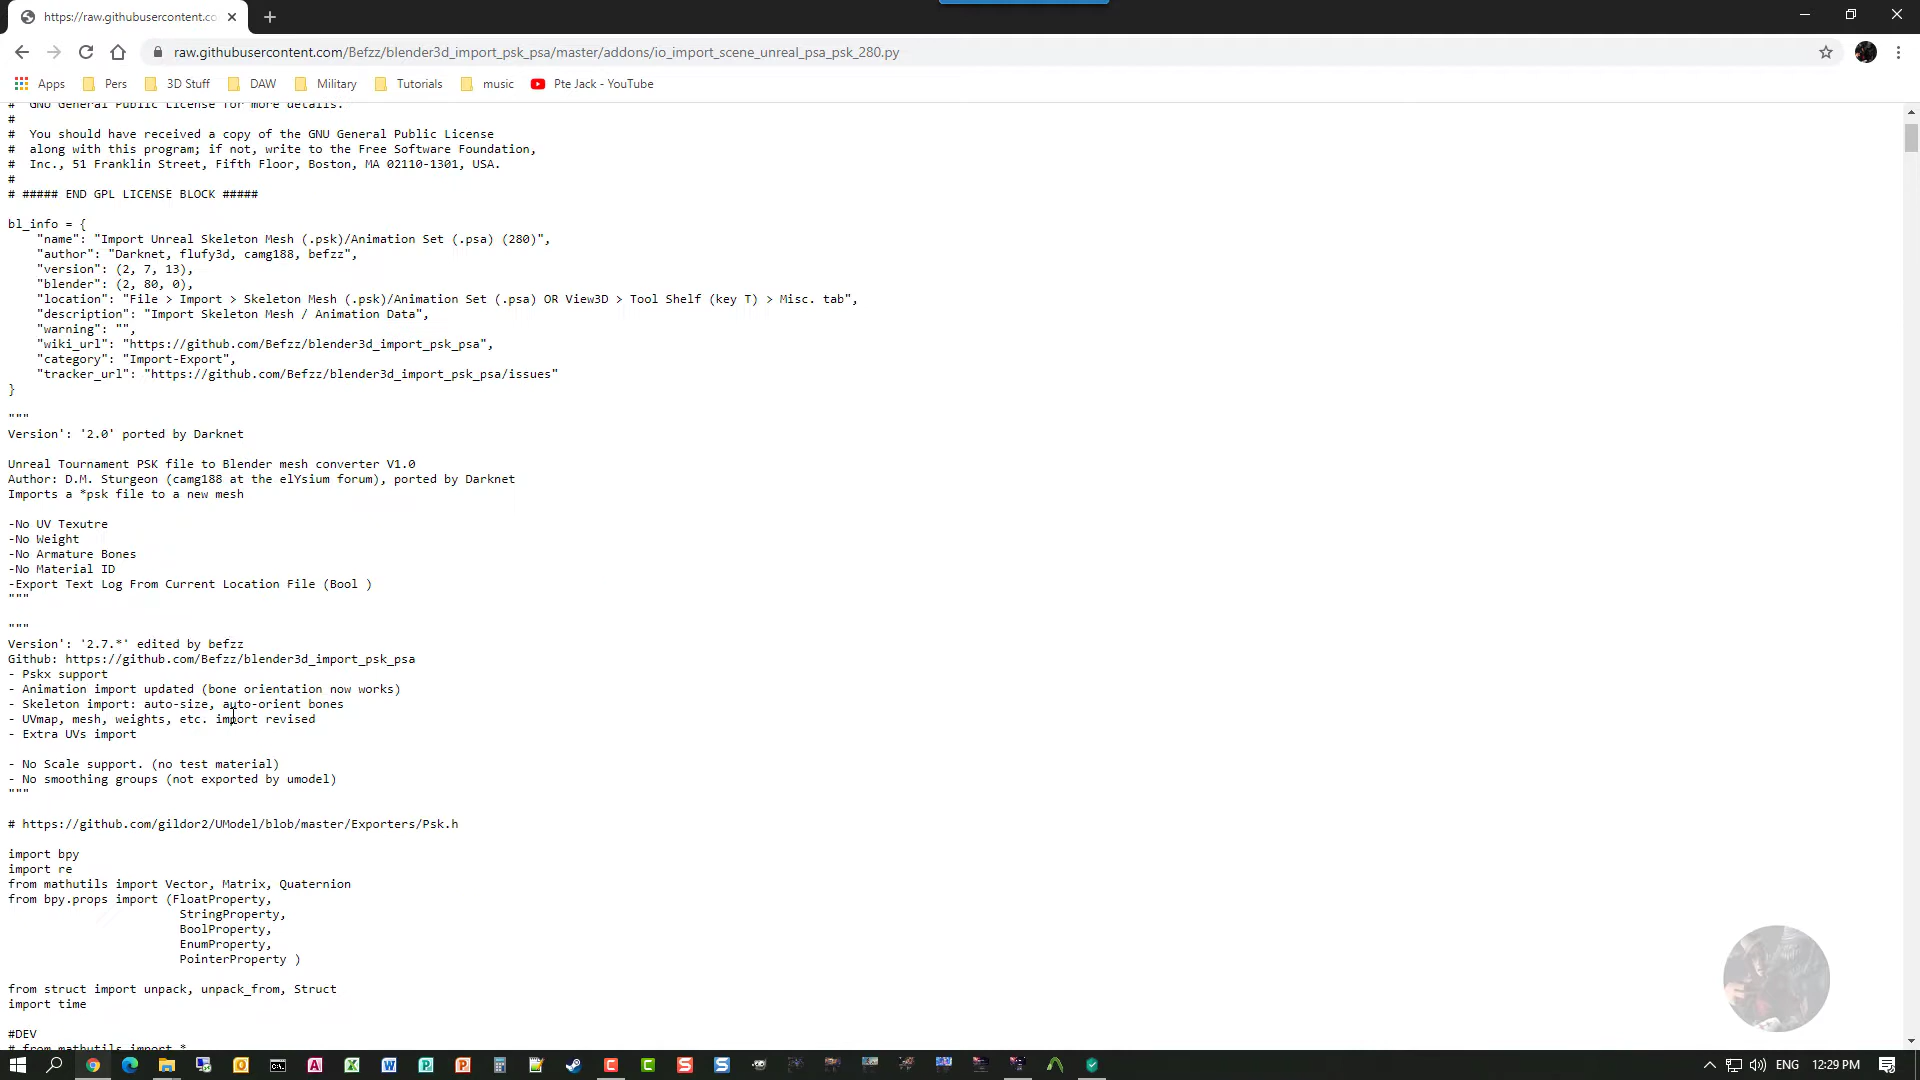 https://raw.githubusercontent.co
raw.githubusercontent.com/Befzz/blender3d_import_psk_psa/master/addons/io_import_scene_unreal_psa_psk_280.py
Apps Pers 3D Stuff DAW Military Tutorials music Pte Jack - YouTube
#  GNU General Public License for more details.
#
#  You should have received a copy of the GNU General Public License
#  along with this program; if not, write to the Free Software Foundation,
#  Inc., 51 Franklin Street, Fifth Floor, Boston, MA 02110-1301, USA.
#
# ##### END GPL LICENSE BLOCK #####
bl_info = {
    "name": "Import Unreal Skeleton Mesh (.psk)/Animation Set (.psa) (280)",
    "author": "Darknet, flufy3d, camg188, befzz",
    "version": (2, 7, 13),
    "blender": (2, 80, 0),
    "location": "File > Import > Skeleton Mesh (.psk)/Animation Set (.psa) OR View3D > Tool Shelf (key T) > Misc. tab",
    "description": "Import Skeleton Mesh / Animation Data",
    "warning": "",
    "wiki_url": "https://github.com/Befzz/blender3d_import_psk_psa",
    "category": "Import-Export",
    "tracker_url": "https://github.com/Befzz/blender3d_import_psk_psa/issues"
}
"""
Version': '2.0' ported by Darknet
Unreal Tournament PSK file to Blender mesh converter V1.0
Author: D.M. Sturgeon (camg188 at the elYsium forum), ported by Darknet
Imports a *psk file to a new mesh
-No UV Texutre
-No Weight
-No Armature Bones
-No Material ID
-Export Text Log From Current Location File (Bool )
"""
"""
Version': '2.7.*' edited by befzz
Github: https://github.com/Befzz/blender3d_import_psk_psa
- Pskx support
- Animation import updated (bone orientation now works)
- Skeleton import: auto-size, auto-orient bones
- UVmap, mesh, weights, etc. import revised
- Extra UVs import
- No Scale support. (no test material)
- No smoothing groups (not exported by umodel)
"""
# https://github.com/gildor2/UModel/blob/master/Exporters/Psk.h
import bpy
import re
from mathutils import Vector, Matrix, Quaternion
from bpy.props import (FloatProperty,
                        StringProperty,
                        BoolProperty,
                        EnumProperty,
                        PointerProperty )
from struct import unpack, unpack_from, Struct
import time
#DEV
# from mathutils import *
ENG 12:29 PM